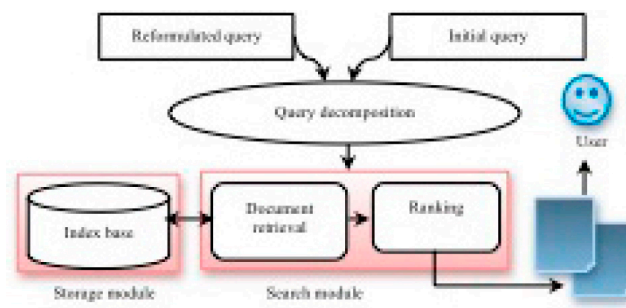 Reformulated query
Initial query
Query decomposition
User
Document
retrieval
Ranking
Index base
Storage module
Search module